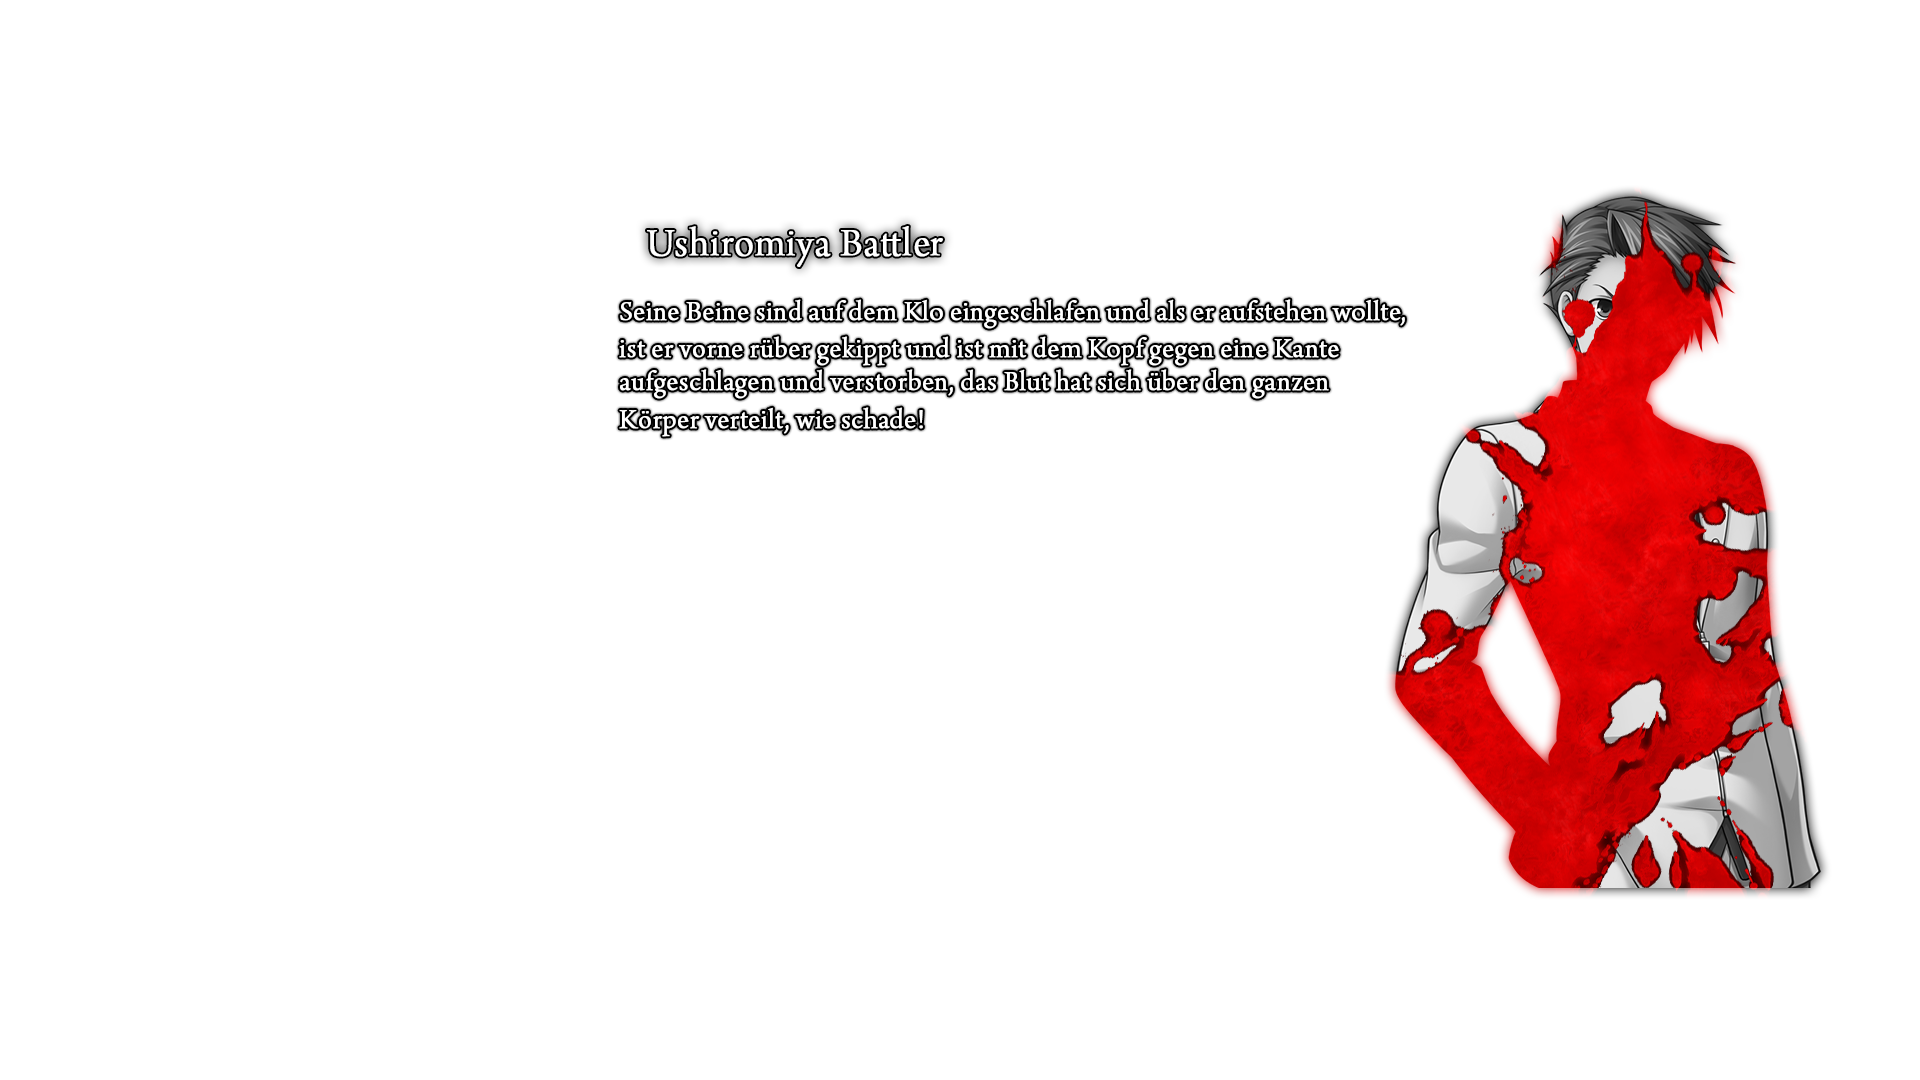 Ushiromiya Battler
Seine Beine sind auf dem Klo eingeschlafen und als er aufstehen wollte,
ist er vorne rüber gekippt und ist mit dem Kopf gegen eine Kante
aufgeschlagen und verstorben, das Blut hat sich über den ganzen
Körper verteilt, wie schade!